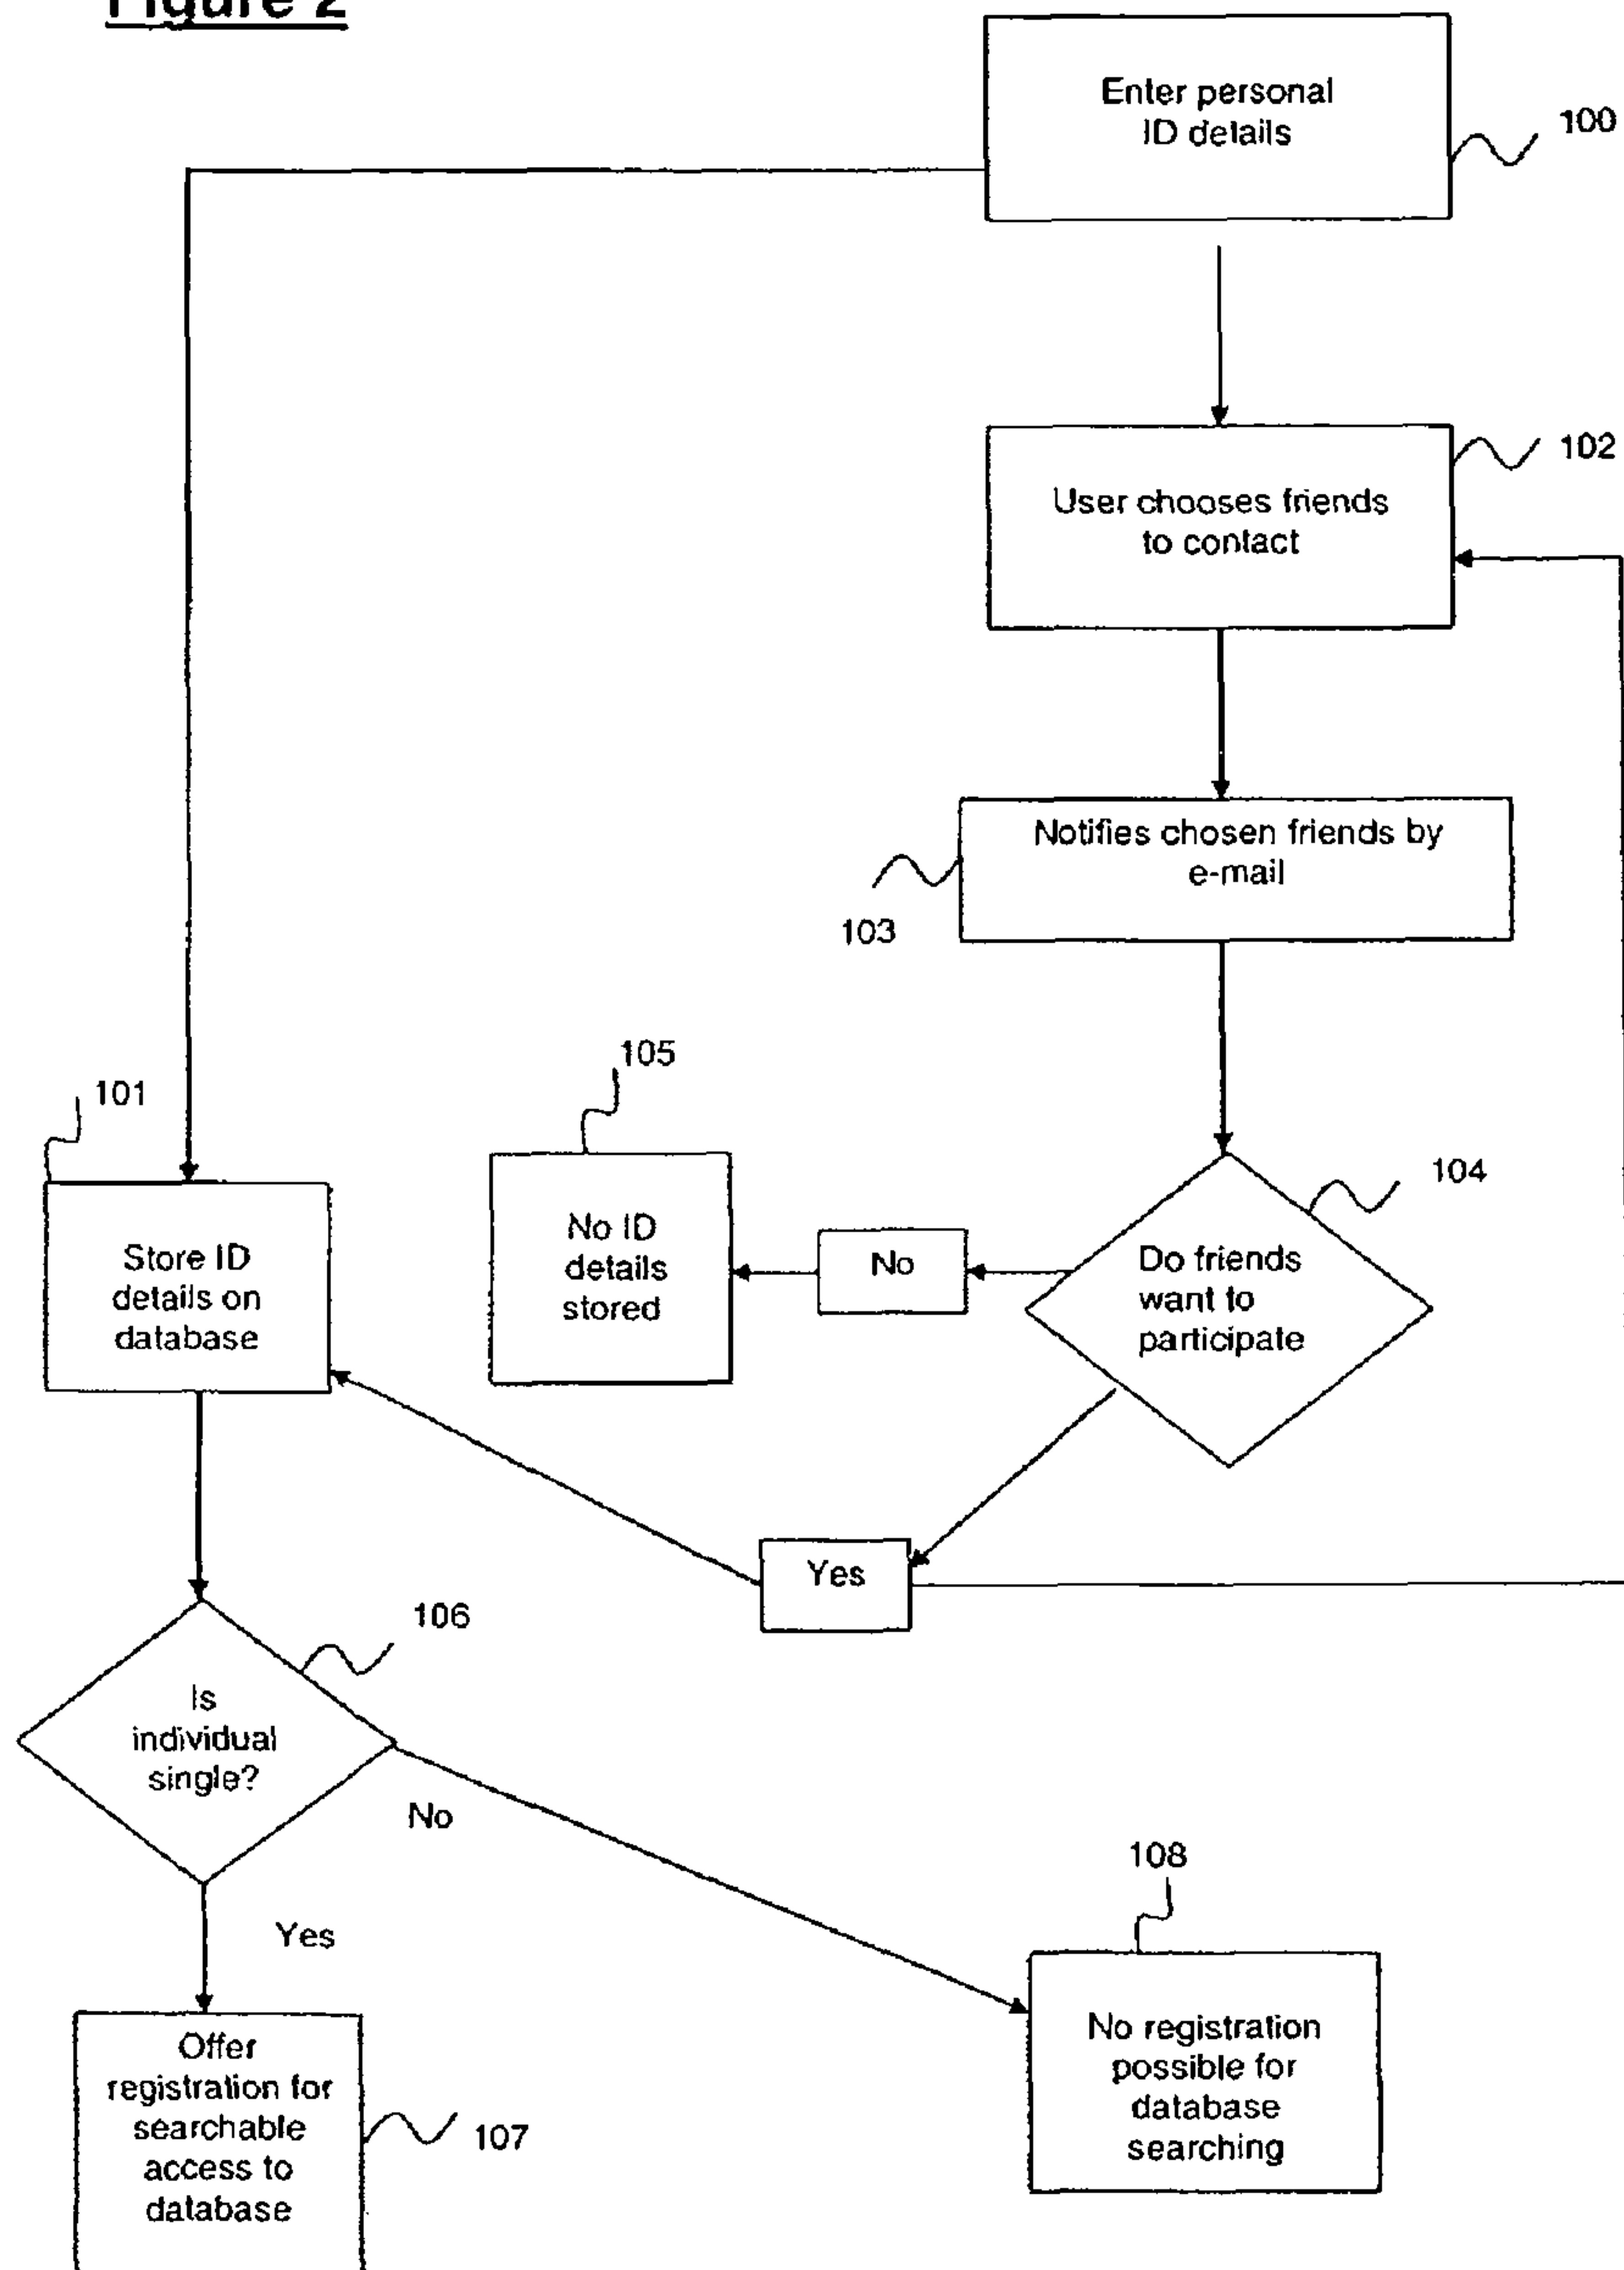 Figure 2
Enter personal
ID details
100
102
User chooses friends
to contact
Notifies chosen friends by
e-mail
103
105
101
104
No ID
details
stored
No
Do friends
want to
participate
Store ID
details on
database
Yes
106
Is
individual
single?
No
108
Yes
Offer
registration for
searchable
access to
database
107
No registration
possible for
database
searching